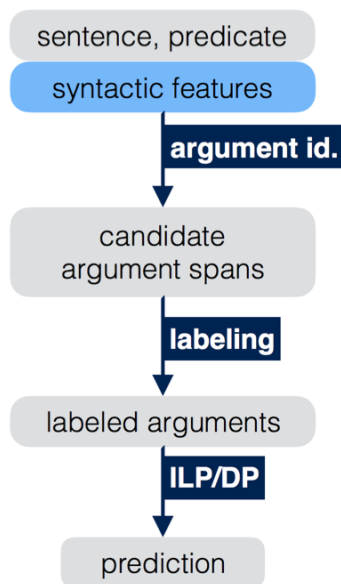 sentence, predicate
syntactic features
argument id.
candidate
argument spans
labeling
labeled arguments
ILP/DP
prediction